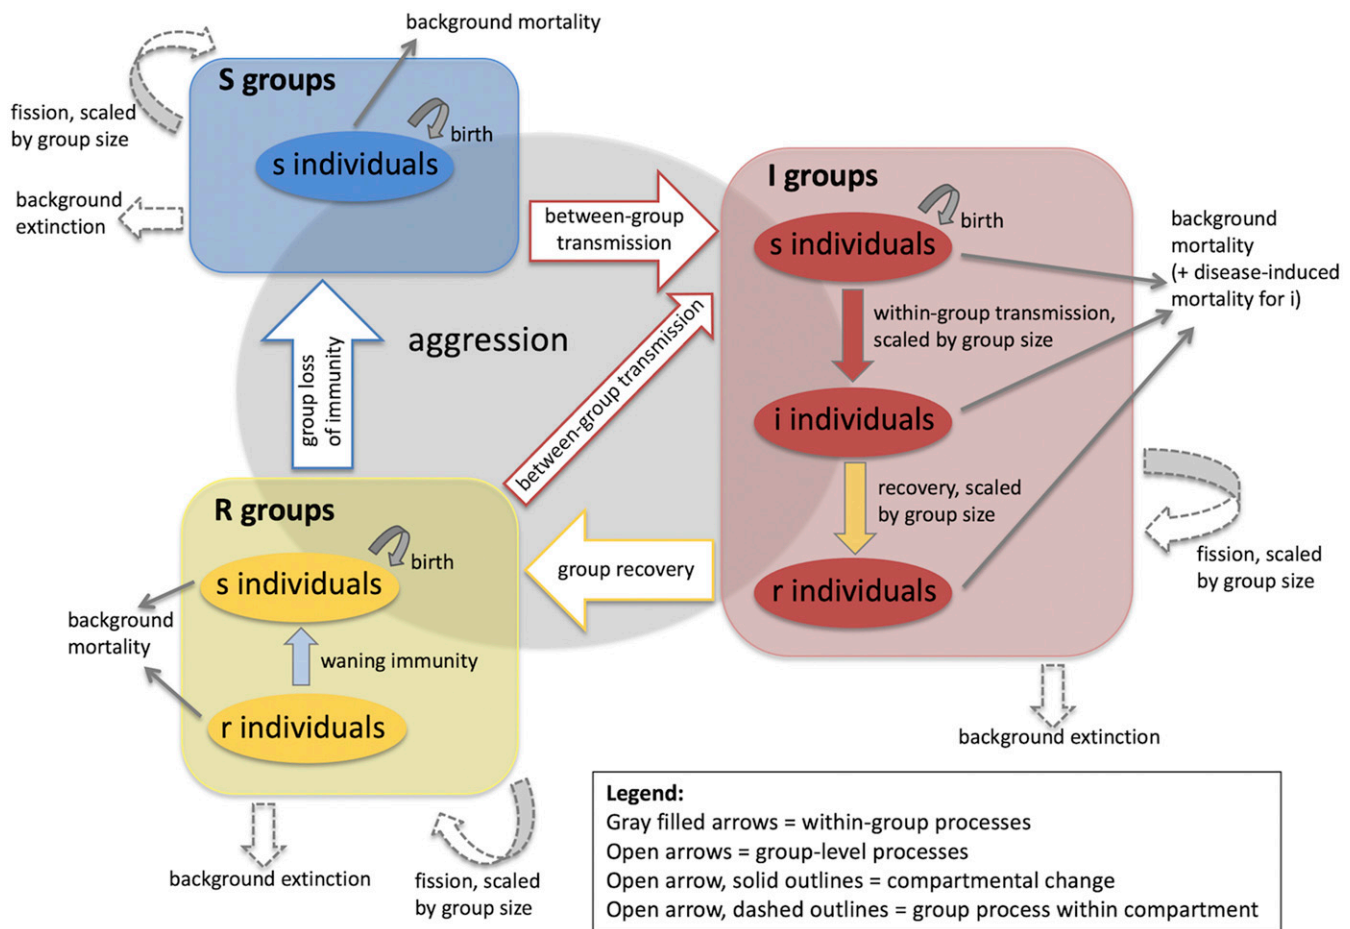 background mortality
S groups
fission, scaled
by group size
birth
s individuals
background
extinction
between-group
transmission
I groups
birth
s individuals
background
mortality
(+ disease-induced
mortality for i)
within-group transmission,
scaled by group size
aggression
group loss
of immunity
between-group transmission
i individuals
recovery, scaled
by group size
R groups
birth
s individuals
group recovery
r individuals
fission, scaled
by group size
background
mortality
waning immunity
r individuals
background extinction
background extinction
fission, scaled
by group size
Legend:
Gray filled arrows = within-group processes
Open arrows = group-level processes
Open arrow, solid outlines = compartmental change
Open arrow, dashed outlines = group process within compartment